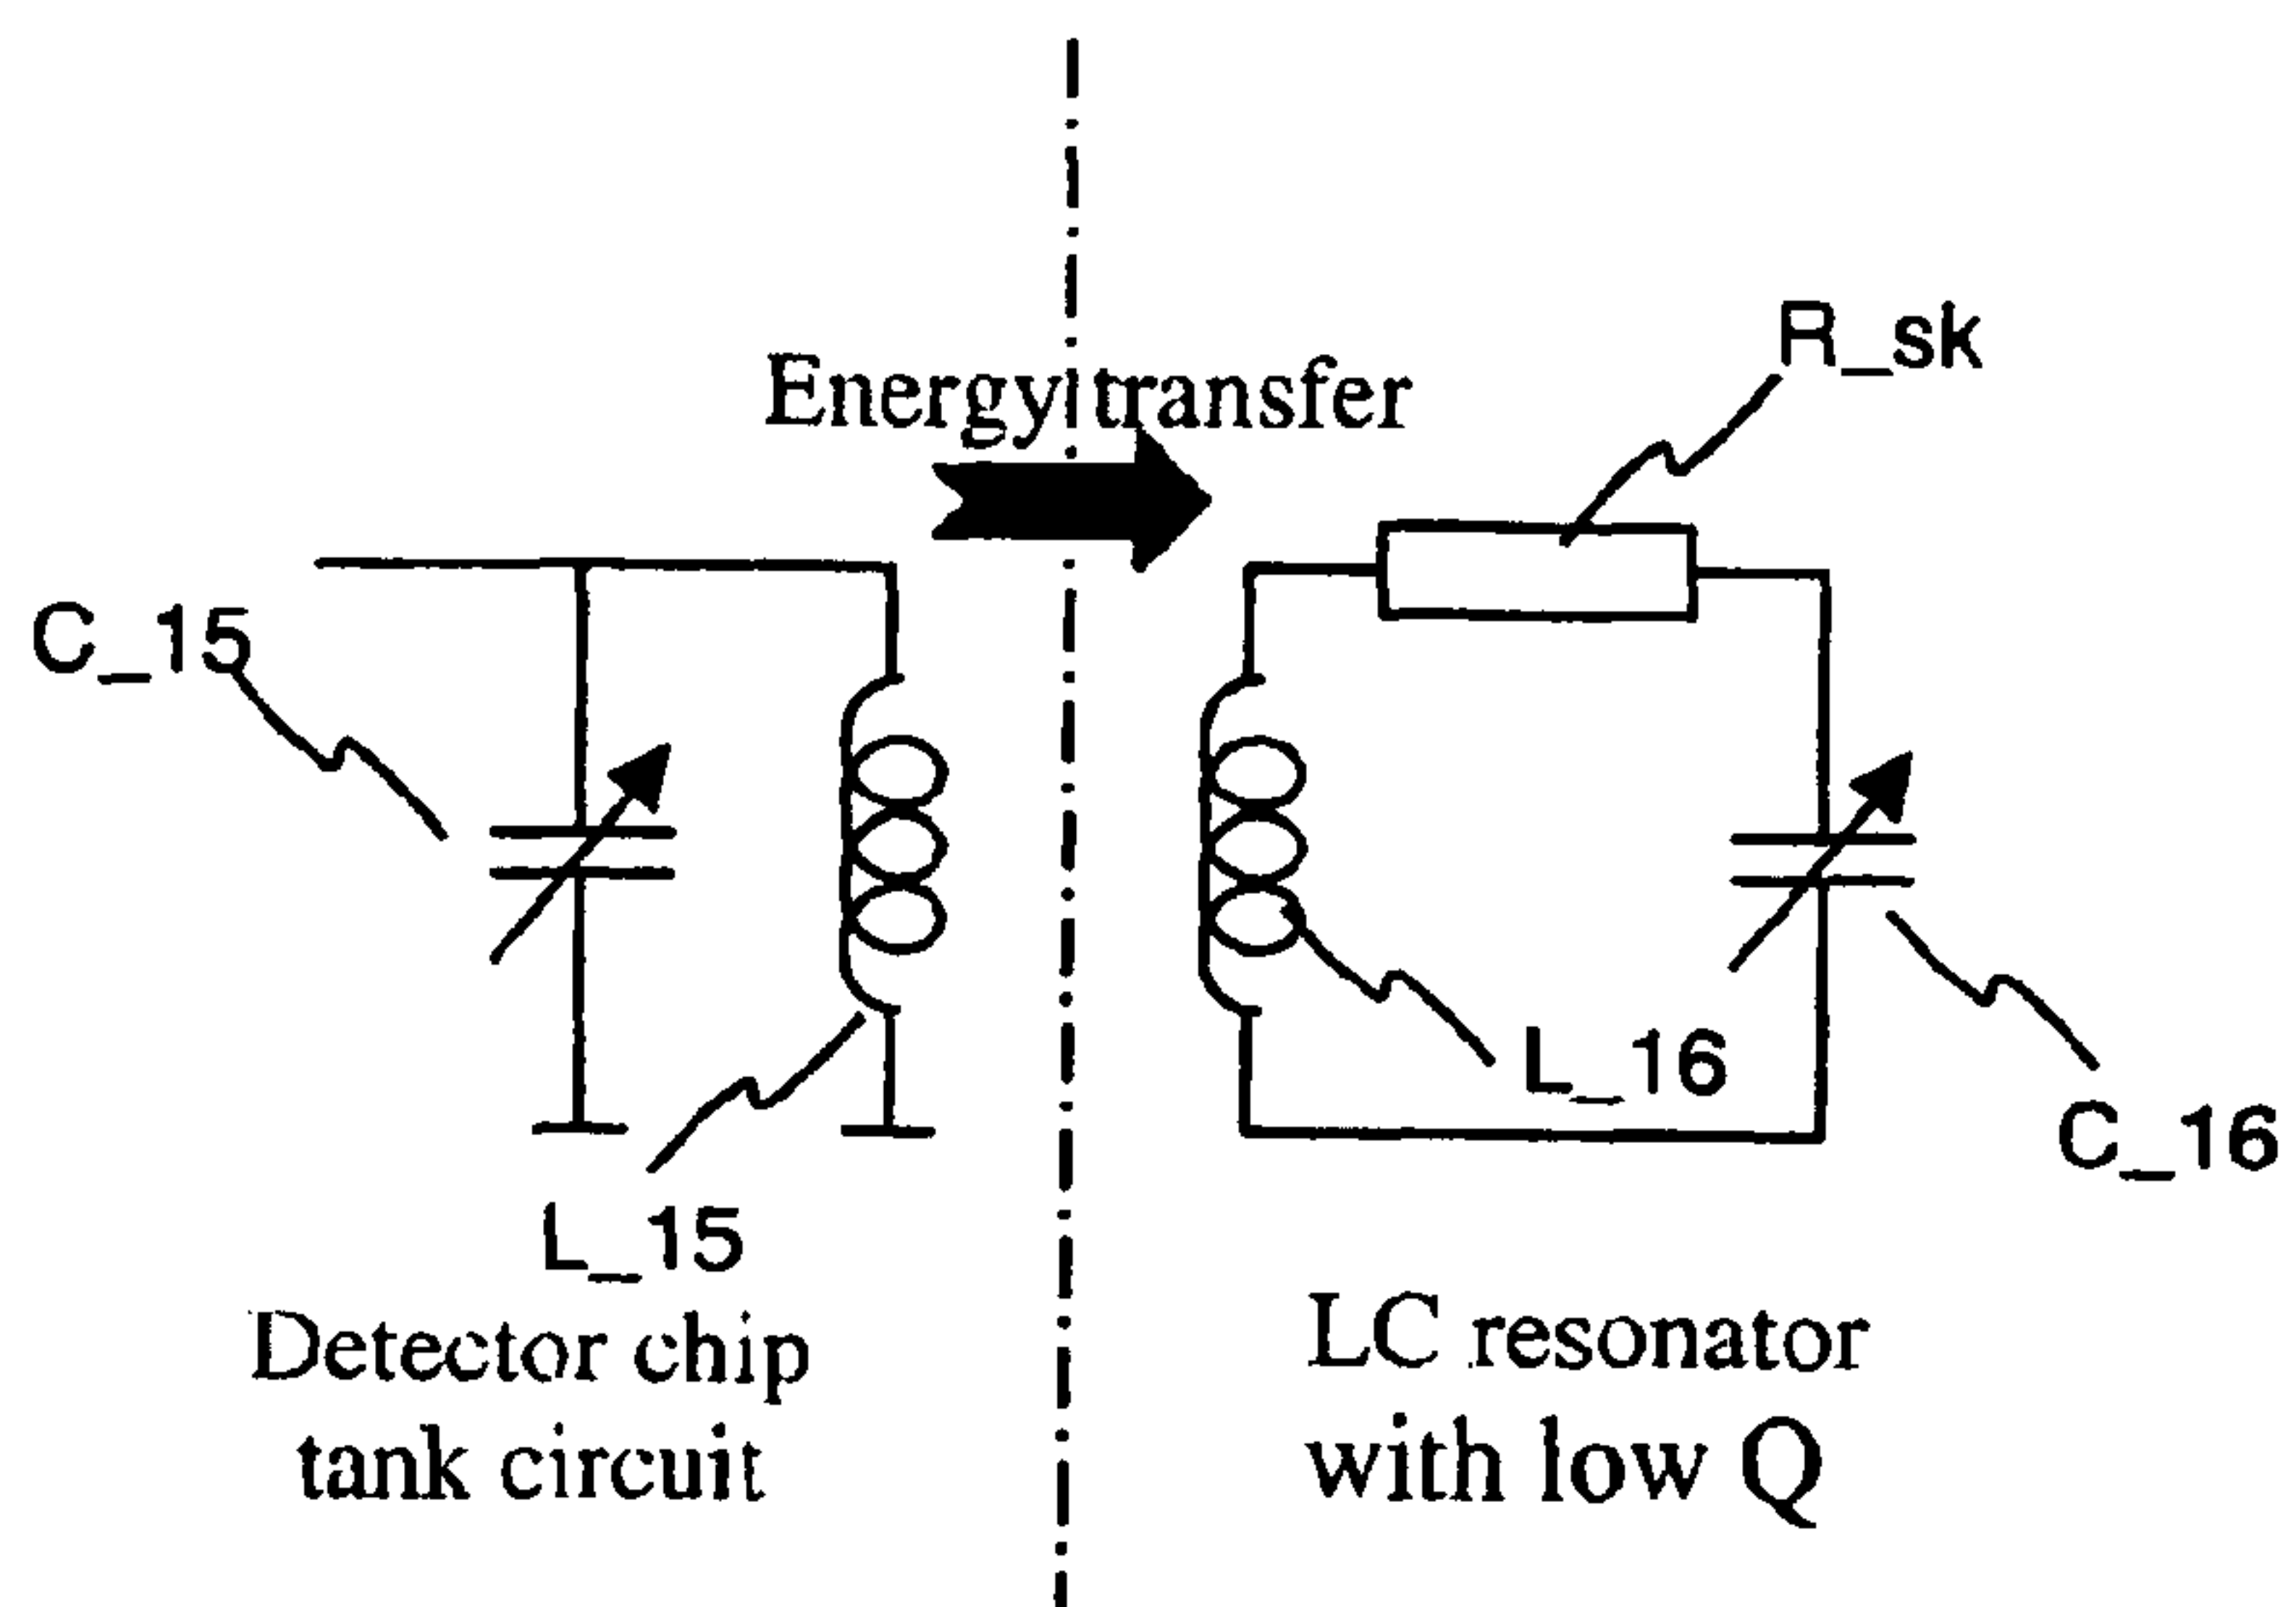 Energy transfer
R_sk
C_15
L_16
C_16
L_15
Detector chip
tank circuit
LC resonator
with low Q